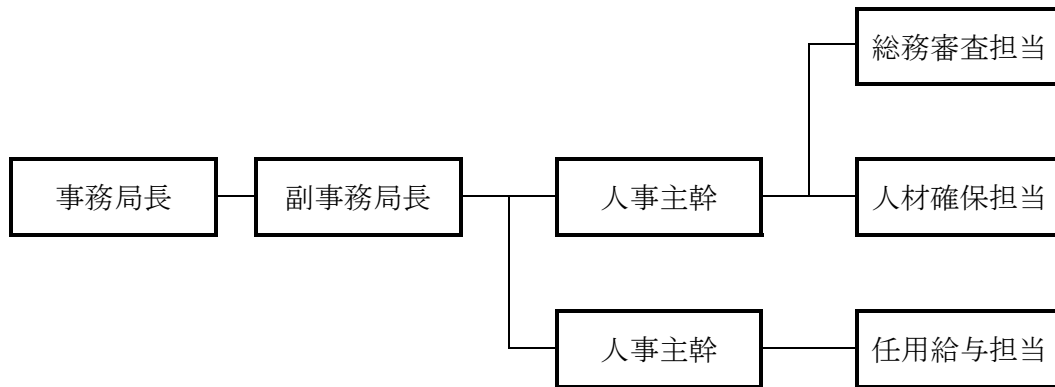 総務審査担当
事務局長
副事務局長
人事主幹
人材確保担当
人事主幹
任用給与担当